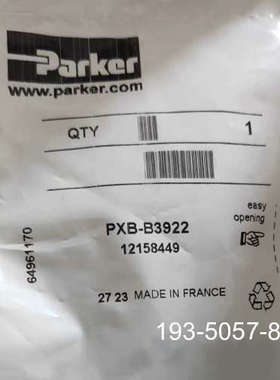 Parker
www.parker.com
QTY 1
PXB-B3922
12158449
easy
opening
64961170
27 23 MADE IN FRANCE
193-5057-8